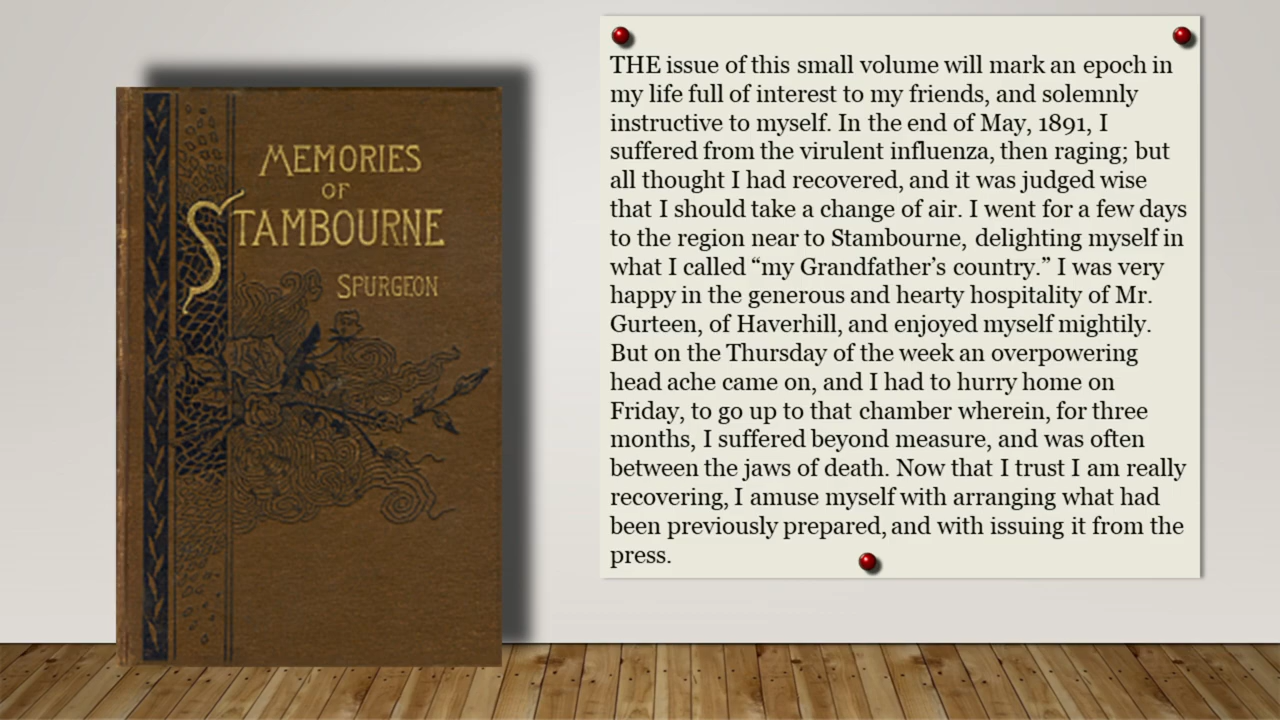 MEMORIES
OF
STAMBOURNE
SPURGEON
THE issue of this small volume will mark an epoch in
my life full of interest to my friends, and solemnly
instructive to myself. In the end of May, 1891, I
suffered from the virulent influenza, then raging; but
all thought I had recovered, and it was judged wise
that I should take a change of air. I went for a few days
to the region near to Stambourne, delighting myself in
what I called “my Grandfather’s country.” I was very
happy in the generous and hearty hospitality of Mr.
Gurteen, of Haverhill, and enjoyed myself mightily.
But on the Thursday of the week an overpowering
head ache came on, and I had to hurry home on
Friday, to go up to that chamber wherein, for three
months, I suffered beyond measure, and was often
between the jaws of death. Now that I trust I am really
recovering, I amuse myself with arranging what had
been previously prepared, and with issuing it from the
press.